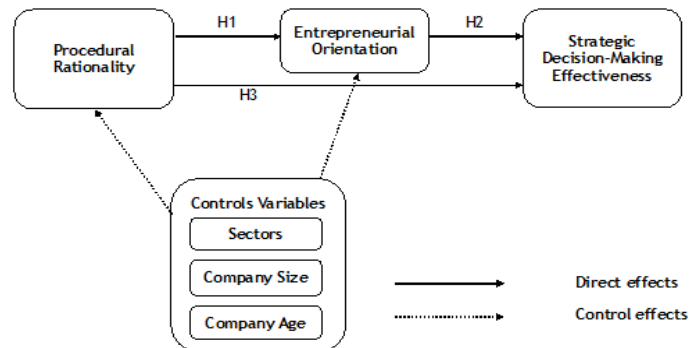 H1
H2
Procedural
Rationality
Entrepreneurial
Orientation
Strategic
Decision-Making
Effectiveness
H3
Controls Variables
Sectors
Company Size
Company Age
Direct effects
Control effects